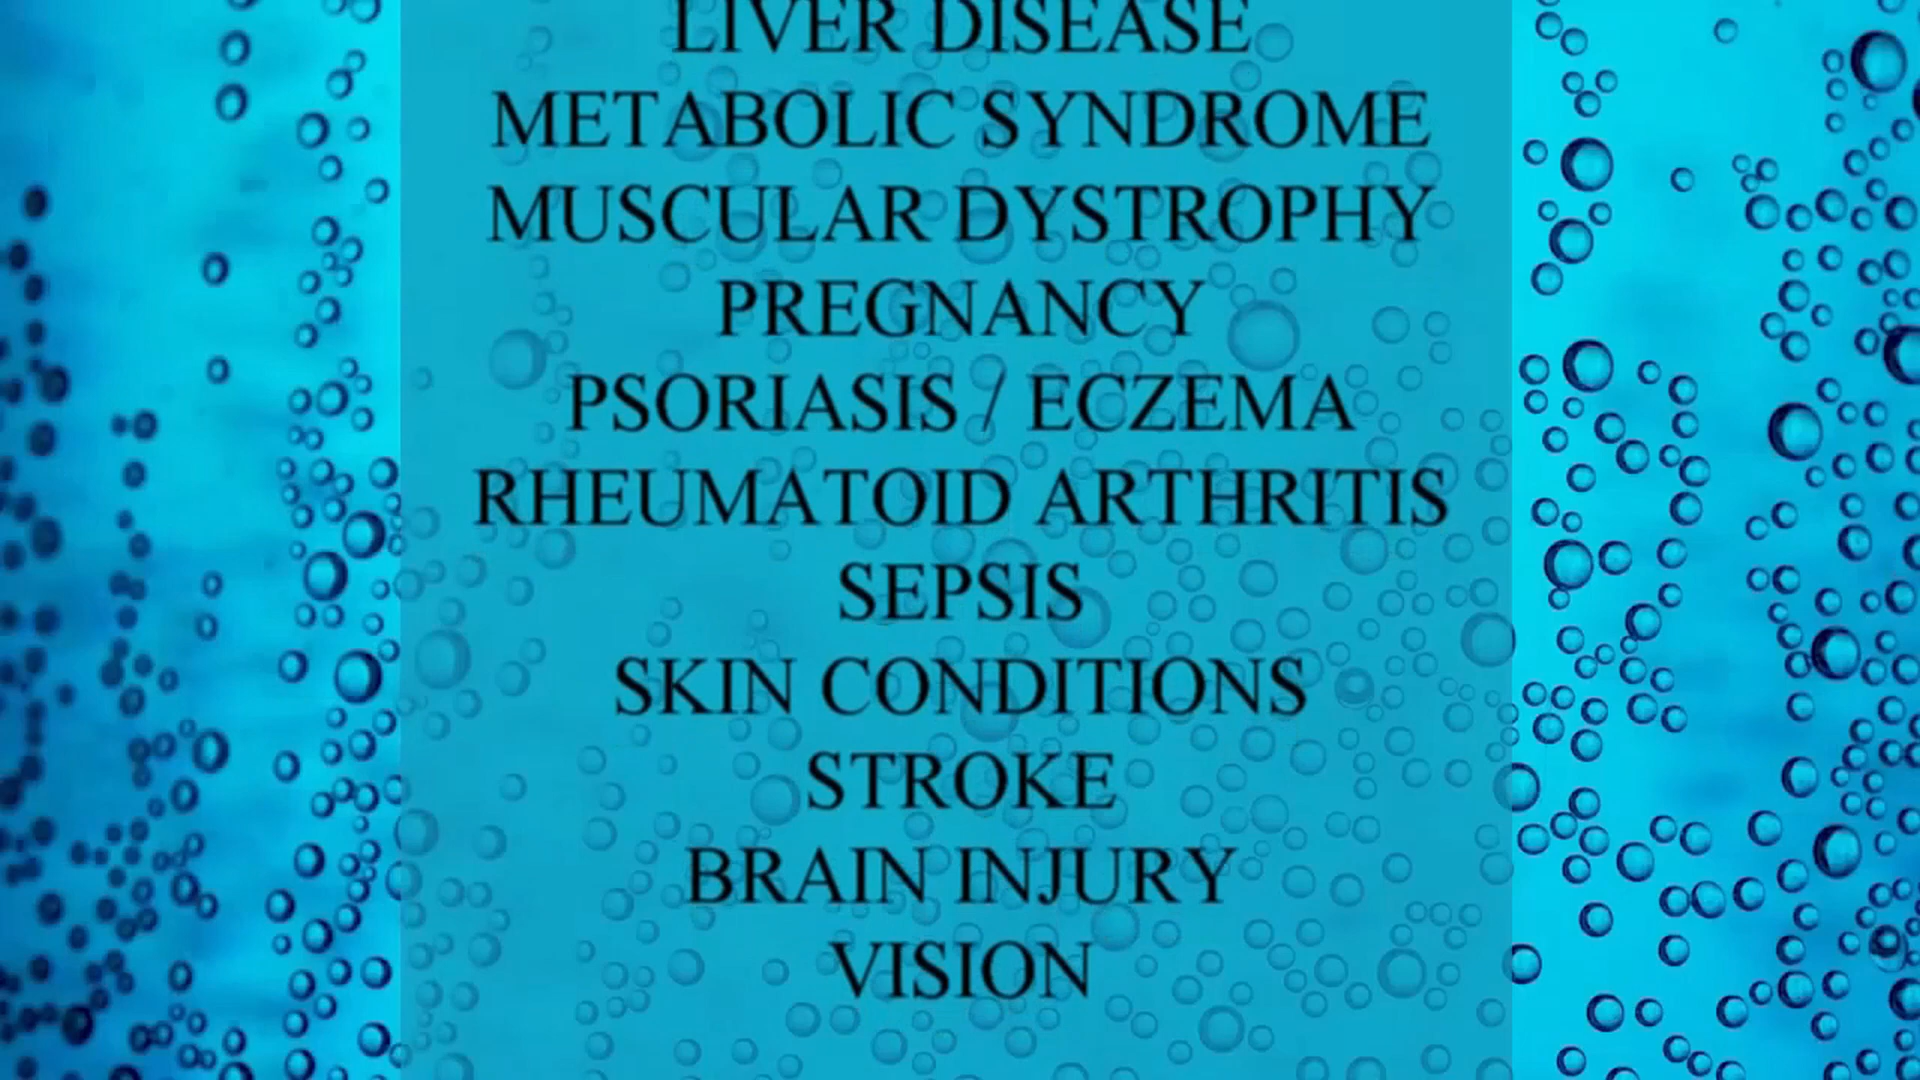 LIVER DISEASE
METABOLIC SYNDROME
MUSCULAR DYSTROPHY
PREGNANCY
PSORIASIS / ECZEMA
RHEUMATOID ARTHRITIS
SEPSIS
SKIN CONDITIONS
STROKE
BRAIN INJURY
VISION